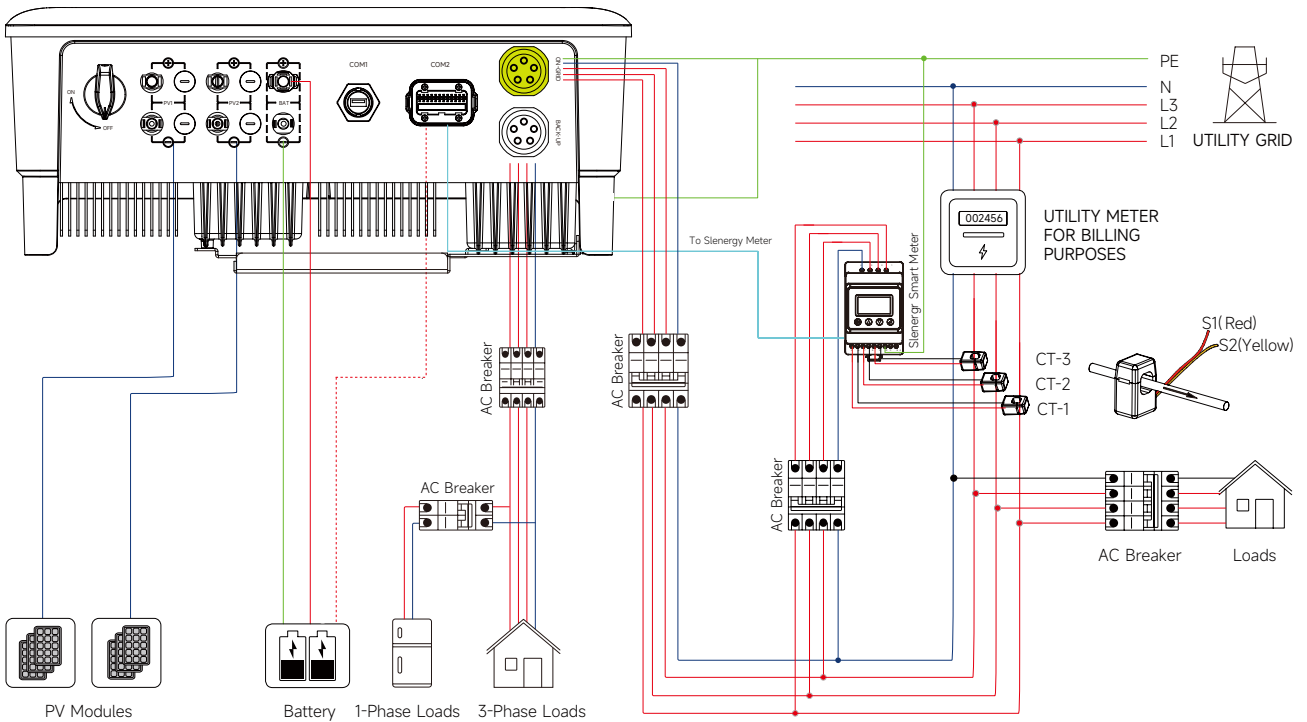 COM1
COM2
ON-GRID
BACK-UP
ON
OFF
PV1
PV2
BAT
PE
N
L3
L2
L1
UTILITY GRID
002456
UTILITY METER
FOR BILLING
PURPOSES
To Slenergy Meter
Slenergr Smart Meter
S1(Red)
S2(Yellow)
CT-3
CT-2
CT-1
AC Breaker
AC Breaker
AC Breaker
AC Breaker
AC Breaker
Loads
PV Modules
Battery
1-Phase Loads
3-Phase Loads